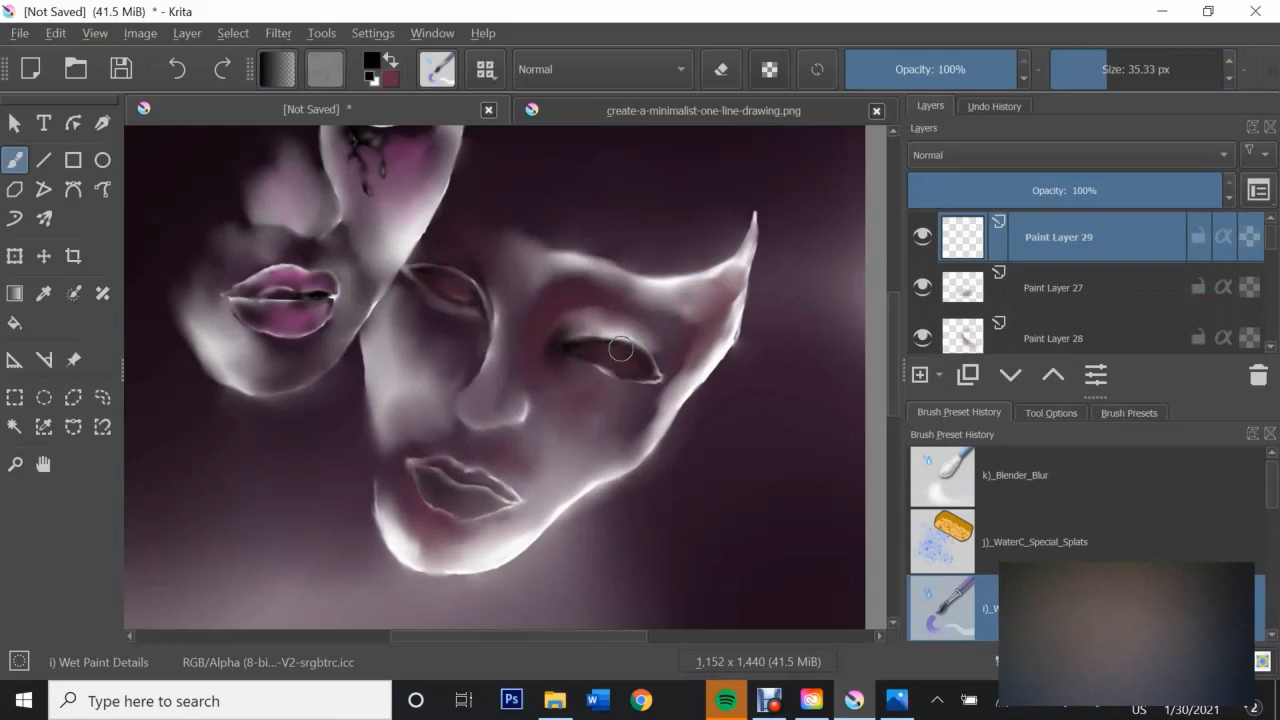 [Not Saved] (41.5 MiB) * - Krita
File Edit View Image Layer Select Filter Tools Settings Window Help
Normal
Opacity: 100%
Size: 35.33 px
[Not Saved] *
create-a-minimalist-one-line-drawing.png
Layers
Undo History
Layers
Normal
Opacity: 100%
Paint Layer 29
Paint Layer 27
Paint Layer 28
Brush Preset History
Tool Options
Brush Presets
Brush Preset History
k)_Blender_Blur
j)_WaterC_Special_Splats
i) Wet Paint Details
RGB/Alpha (8-bi...-V2-srgbtrc.icc
1,152 x 1,440 (41.5 MiB)
Type here to search
Ps
US
1/30/2021
2